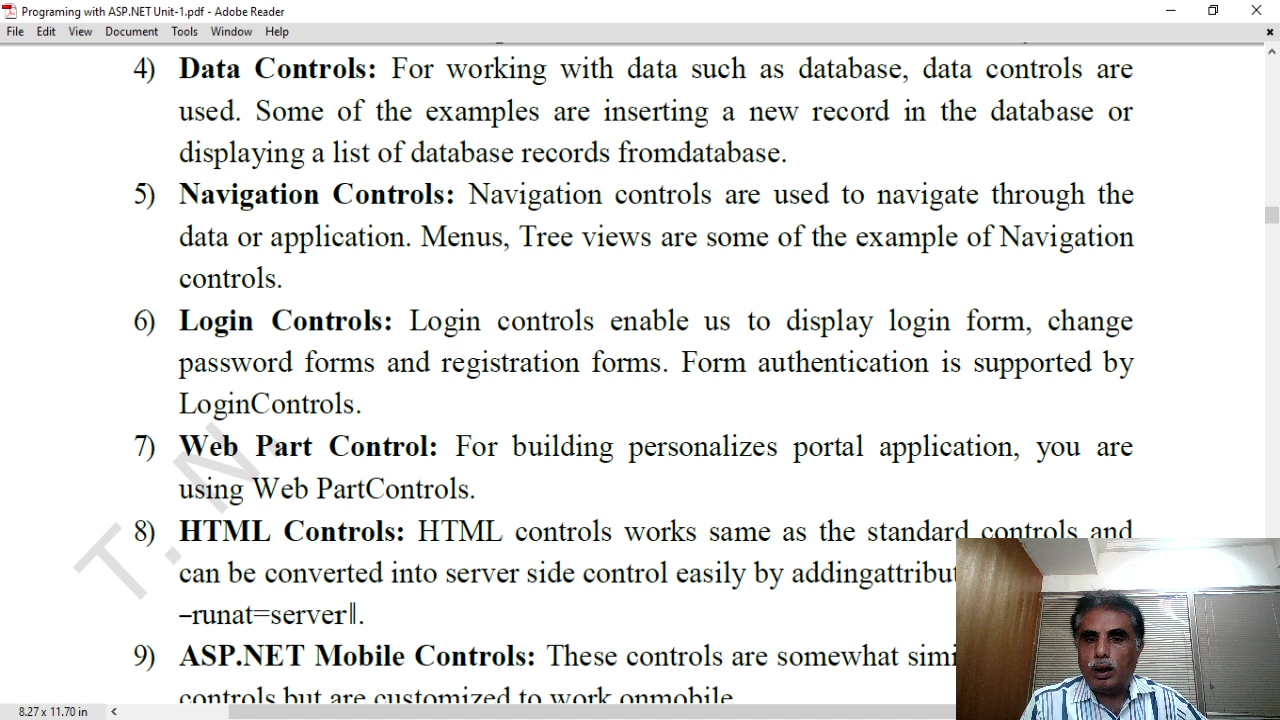 Programing with ASP.NET Unit-1.pdf - Adobe Reader
File Edit View Document Tools Window Help
4) Data Controls: For working with data such as database, data controls are
used. Some of the examples are inserting a new record in the database or
displaying a list of database records fromdatabase.
5) Navigation Controls: Navigation controls are used to navigate through the
data or application. Menus, Tree views are some of the example of Navigation
controls.
6) Login Controls: Login controls enable us to display login form, change
password forms and registration forms. Form authentication is supported by
LoginControls.
7) Web Part Control: For building personalizes portal application, you are
using Web PartControls.
8) HTML Controls: HTML controls works same as the standard controls and
can be converted into server side control easily by addingattribut
–runat=server‖.
9) ASP.NET Mobile Controls: These controls are somewhat simi
controls but are customized to work onmobile.
T. N.
8.27 x 11.70 in